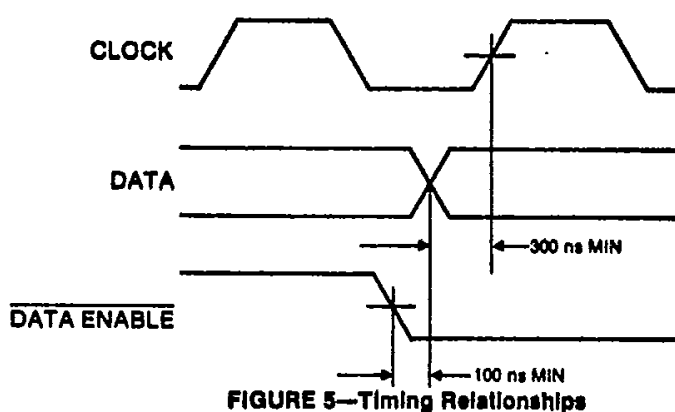 CLOCK
DATA
300 ns MIN
DATA ENABLE
100 ns MIN
FIGURE 5—Timing Relationships